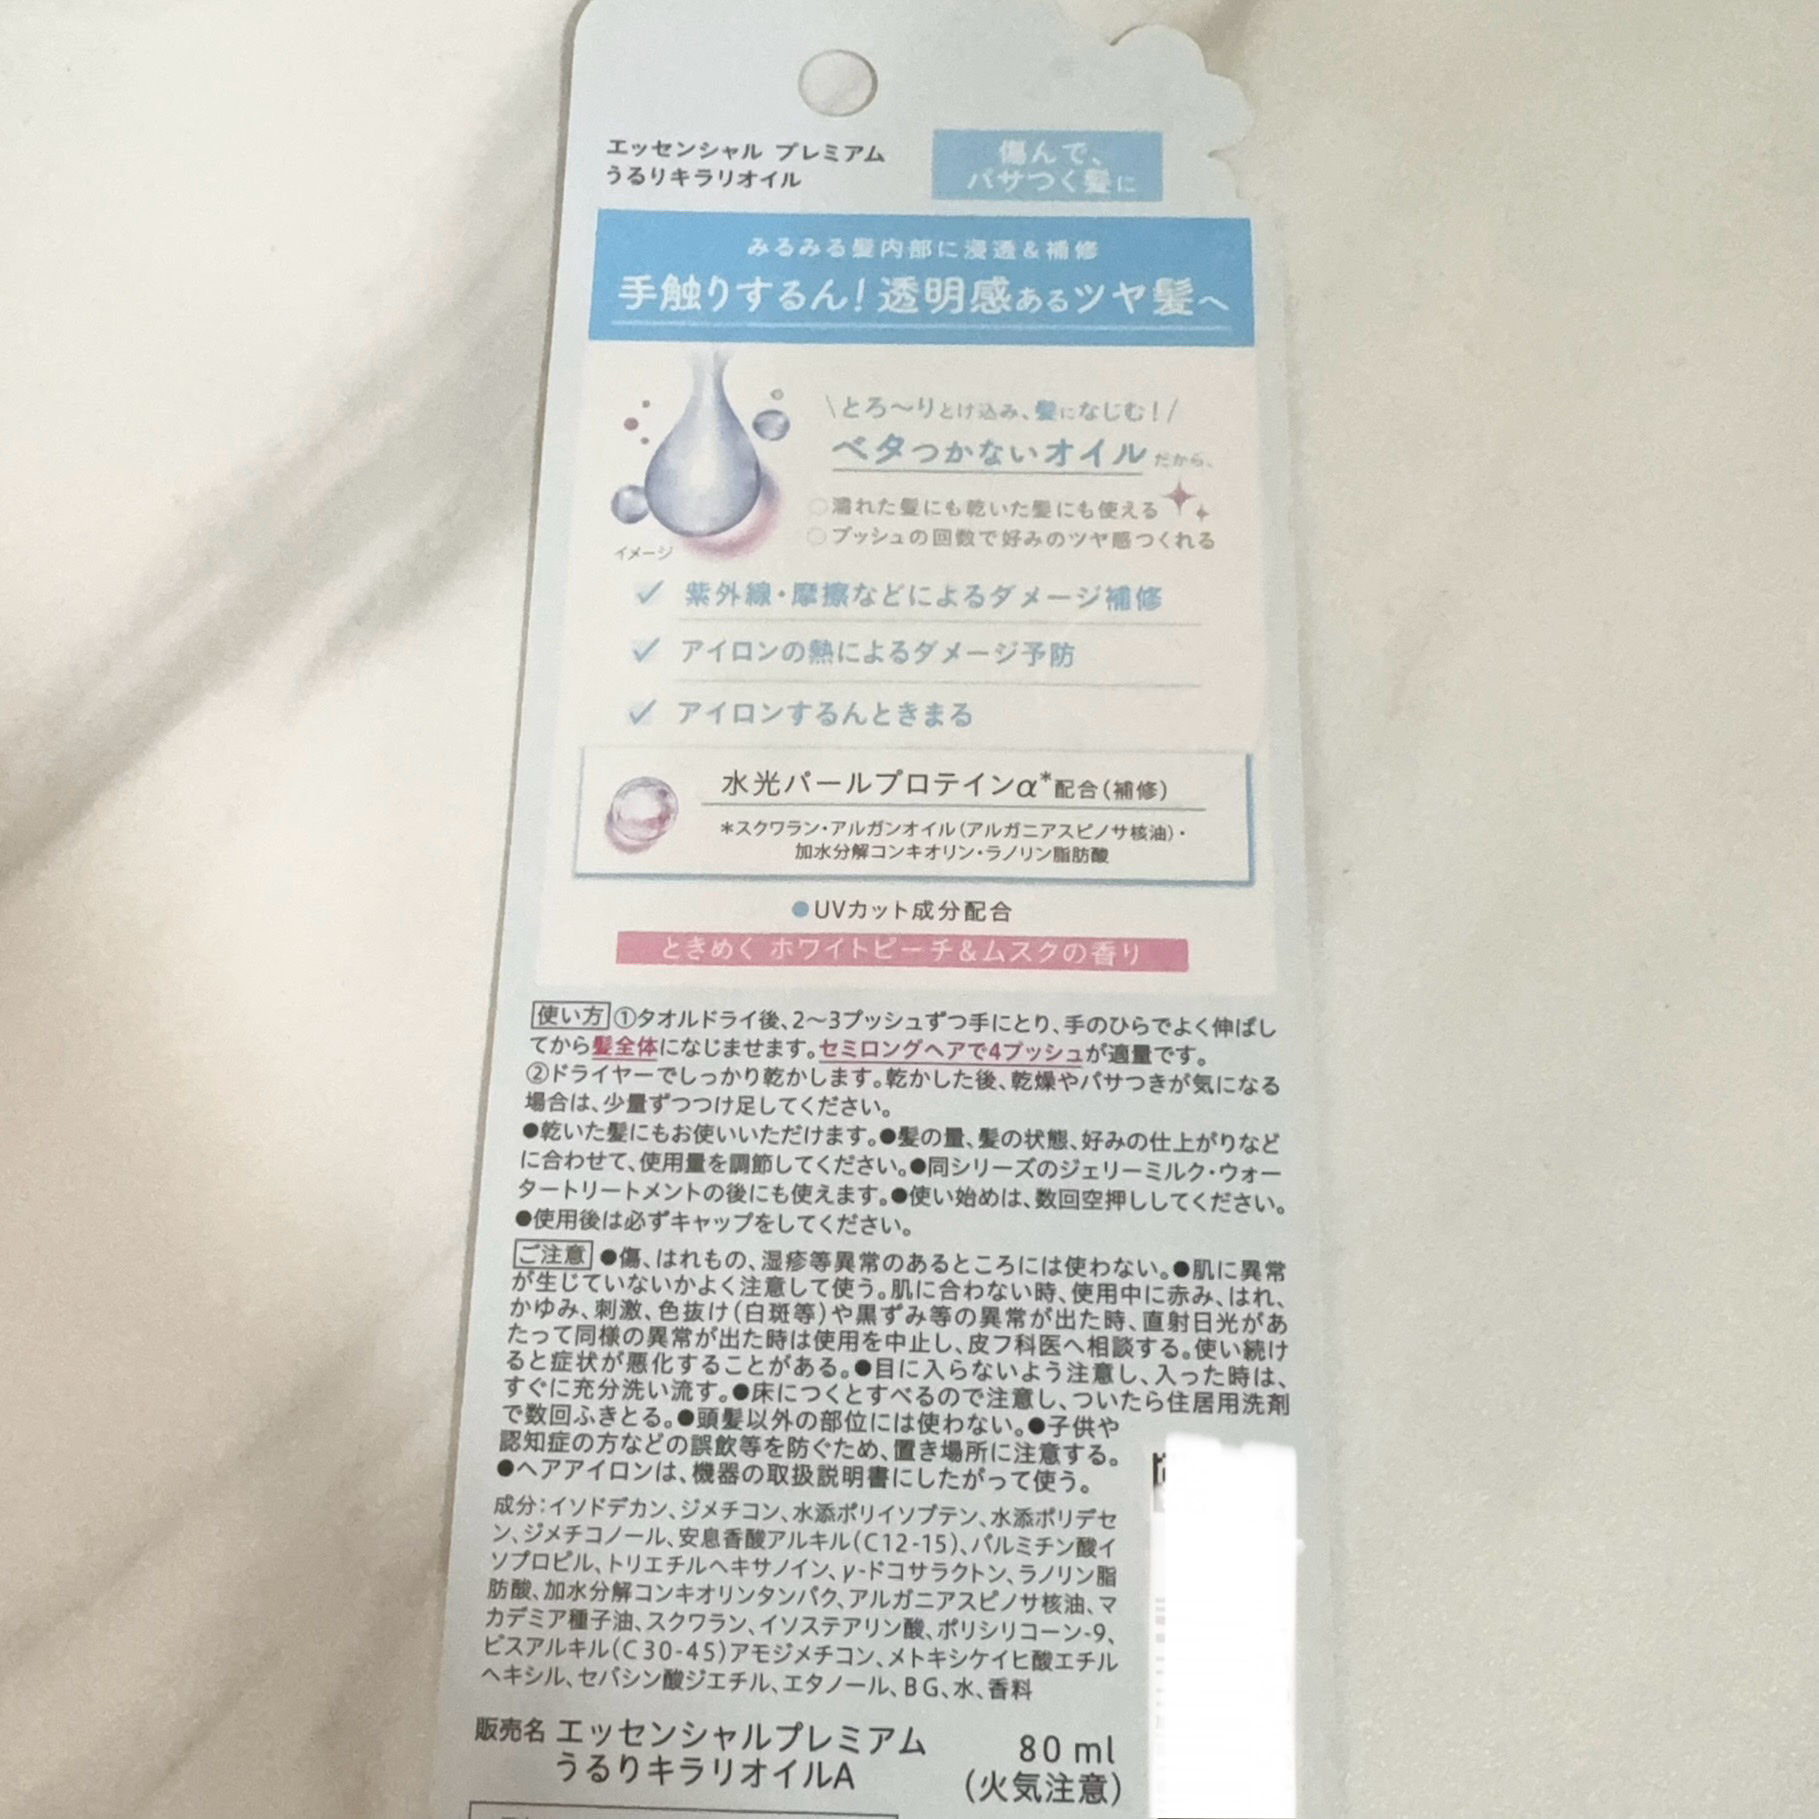 エッセンシャル プレミアム
うるりキラリオイル
傷んで、
パサつく髪に
みるみる髪内部に浸透&補修
手触りするん！透明感あるツヤ髪へ
\とろ〜りとけ込み、髪になじむ！/
ベタつかないオイルだから、
○濡れた髪にも乾いた髪にも使える
○プッシュの回数で好みのツヤ感つくれる
イメージ
✓ 紫外線・摩擦などによるダメージ補修
✓ アイロンの熱によるダメージ予防
✓ アイロンするんときまる
水光パールプロテインα*配合（補修）
*スクワラン・アルガンオイル（アルガニアスピノサ核油）・
加水分解コンキオリン・ラノリン脂肪酸
●UVカット成分配合
ときめく ホワイトピーチ&ムスクの香り
使い方 ①タオルドライ後、2〜3プッシュずつ手にとり、手のひらでよく伸ばし
てから髪全体になじませます。セミロングヘアで4プッシュが適量です。
②ドライヤーでしっかり乾かします。乾かした後、乾燥やパサつきが気になる
場合は、少量ずつつけ足してください。
●乾いた髪にもお使いいただけます。●髪の量、髪の状態、好みの仕上がりなど
に合わせて、使用量を調節してください。●同シリーズのジェリーミルク・ウォー
タートリートメントの後にも使えます。●使い始めは、数回空押ししてください。
●使用後は必ずキャップをしてください。
ご注意 ●傷、はれもの、湿疹等異常のあるところには使わない。●肌に異常
が生じていないかよく注意して使う。肌に合わない時、使用中に赤み、はれ、
かゆみ、刺激、色抜け（白斑等）や黒ずみ等の異常が出た時、直射日光があ
たって同様の異常が出た時は使用を中止し、皮フ科医へ相談する。使い続け
ると症状が悪化することがある。●目に入らないよう注意し、入った時は、
すぐに充分洗い流す。●床につくとすべるので注意し、ついたら住居用洗剤
で数回ふきとる。●頭髪以外の部位には使わない。●子供や
認知症の方などの誤飲等を防ぐため、置き場所に注意する。
●ヘアアイロンは、機器の取扱説明書にしたがって使う。
成分：イソドデカン、ジメチコン、水添ポリイソブテン、水添ポリデセ
ン、ジメチコノール、安息香酸アルキル（C12-15）、パルミチン酸イ
ソプロピル、トリエチルヘキサノイン、γ-ドコサラクトン、ラノリン脂
肪酸、加水分解コンキオリンタンパク、アルガニアスピノサ核油、マ
カデミア種子油、スクワラン、イソステアリン酸、ポリシリコーン-9、
ビスアルキル（C30-45）アモジメチコン、メトキシケイヒ酸エチル
ヘキシル、セバシン酸ジエチル、エタノール、BG、水、香料
販売名 エッセンシャルプレミアム
うるりキラリオイルA
80 ml
（火気注意）